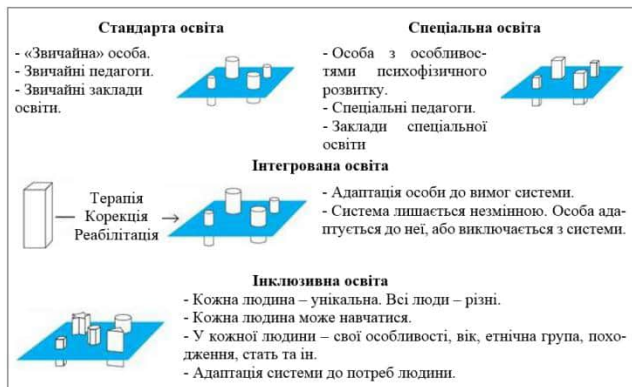 Стандарта освіта
- «Звичайна» особа.
- Звичайні педагоги.
- Звичайні заклади
освіти.
Спеціальна освіта
- Особа з особливос-
тями психофізичного
розвитку.
- Спеціальні педагоги.
- Заклади спеціальної
освіти
Інтегрована освіта
Терапія
Корекція
Реабілітація
- Адаптація особи до вимог системи.
- Система лишається незмінною. Особа ада-
птується до неї, або виключається з системи.
Інклюзивна освіта
- Кожна людина – унікальна. Всі люди – різні.
- Кожна людина може навчатися.
- У кожної людини – свої особливості, вік, етнічна група, похо-
дження, стать та ін.
- Адаптація системи до потреб людини.